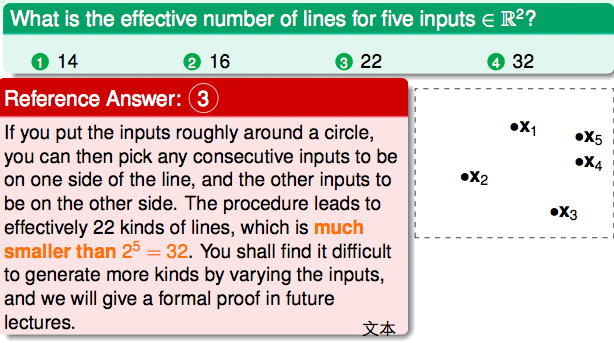 What is the effective number of lines for five inputs ∈ ℝ²?
1 14 2 16 3 22 4 32
Reference Answer: 3
If you put the inputs roughly around a circle,
you can then pick any consecutive inputs to be
on one side of the line, and the other inputs to
be on the other side. The procedure leads to
effectively 22 kinds of lines, which is much
smaller than 2⁵ = 32. You shall find it difficult
to generate more kinds by varying the inputs,
and we will give a formal proof in future
lectures.
文本
•x₁
•x₅
•x₄
•x₂
•x₃